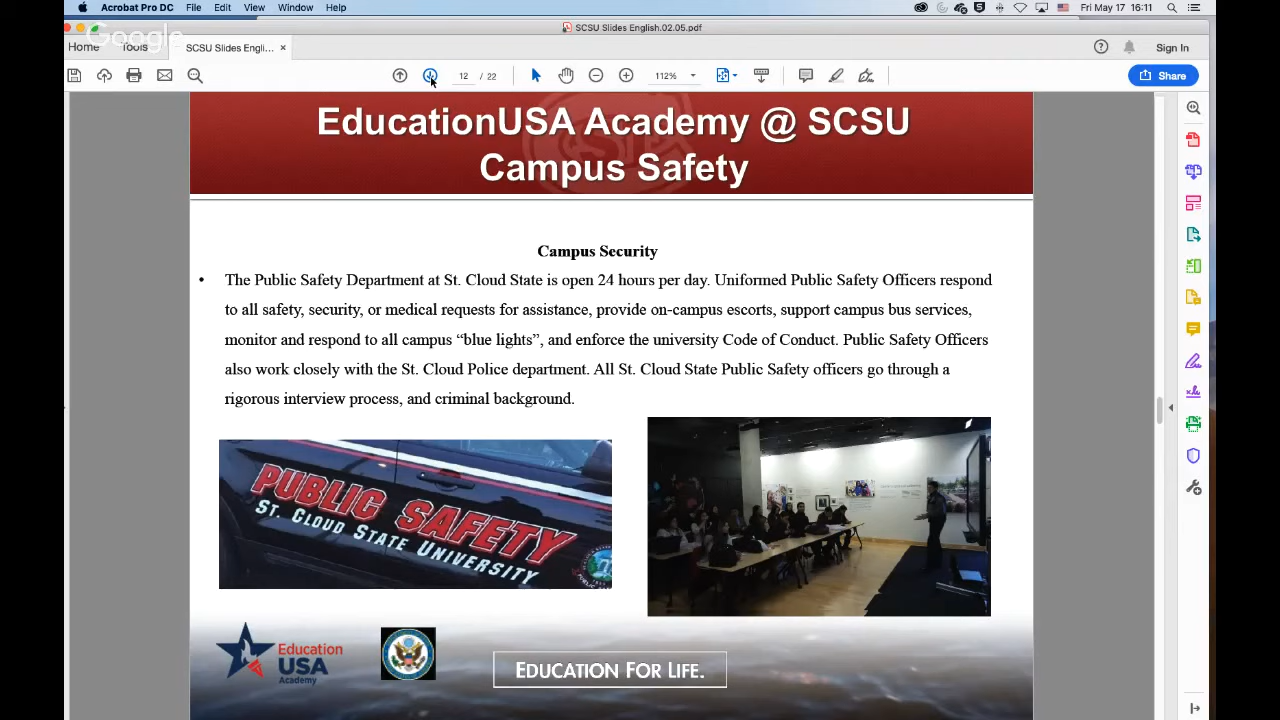 Acrobat Pro DC File Edit View Window Help
Fri May 17 16:11
SCSU Slides English.02.05.pdf
Google
Home Tools SCSU Slides Engli... × Sign In
12 / 22 112% Share
EducationUSA Academy @ SCSU
Campus Safety
Campus Security
• The Public Safety Department at St. Cloud State is open 24 hours per day. Uniformed Public Safety Officers respond
to all safety, security, or medical requests for assistance, provide on-campus escorts, support campus bus services,
monitor and respond to all campus “blue lights”, and enforce the university Code of Conduct. Public Safety Officers
also work closely with the St. Cloud Police department. All St. Cloud State Public Safety officers go through a
rigorous interview process, and criminal background.
PUBLIC SAFETY
ST. CLOUD STATE UNIVERSITY
Education
USA
Academy
EDUCATION FOR LIFE.